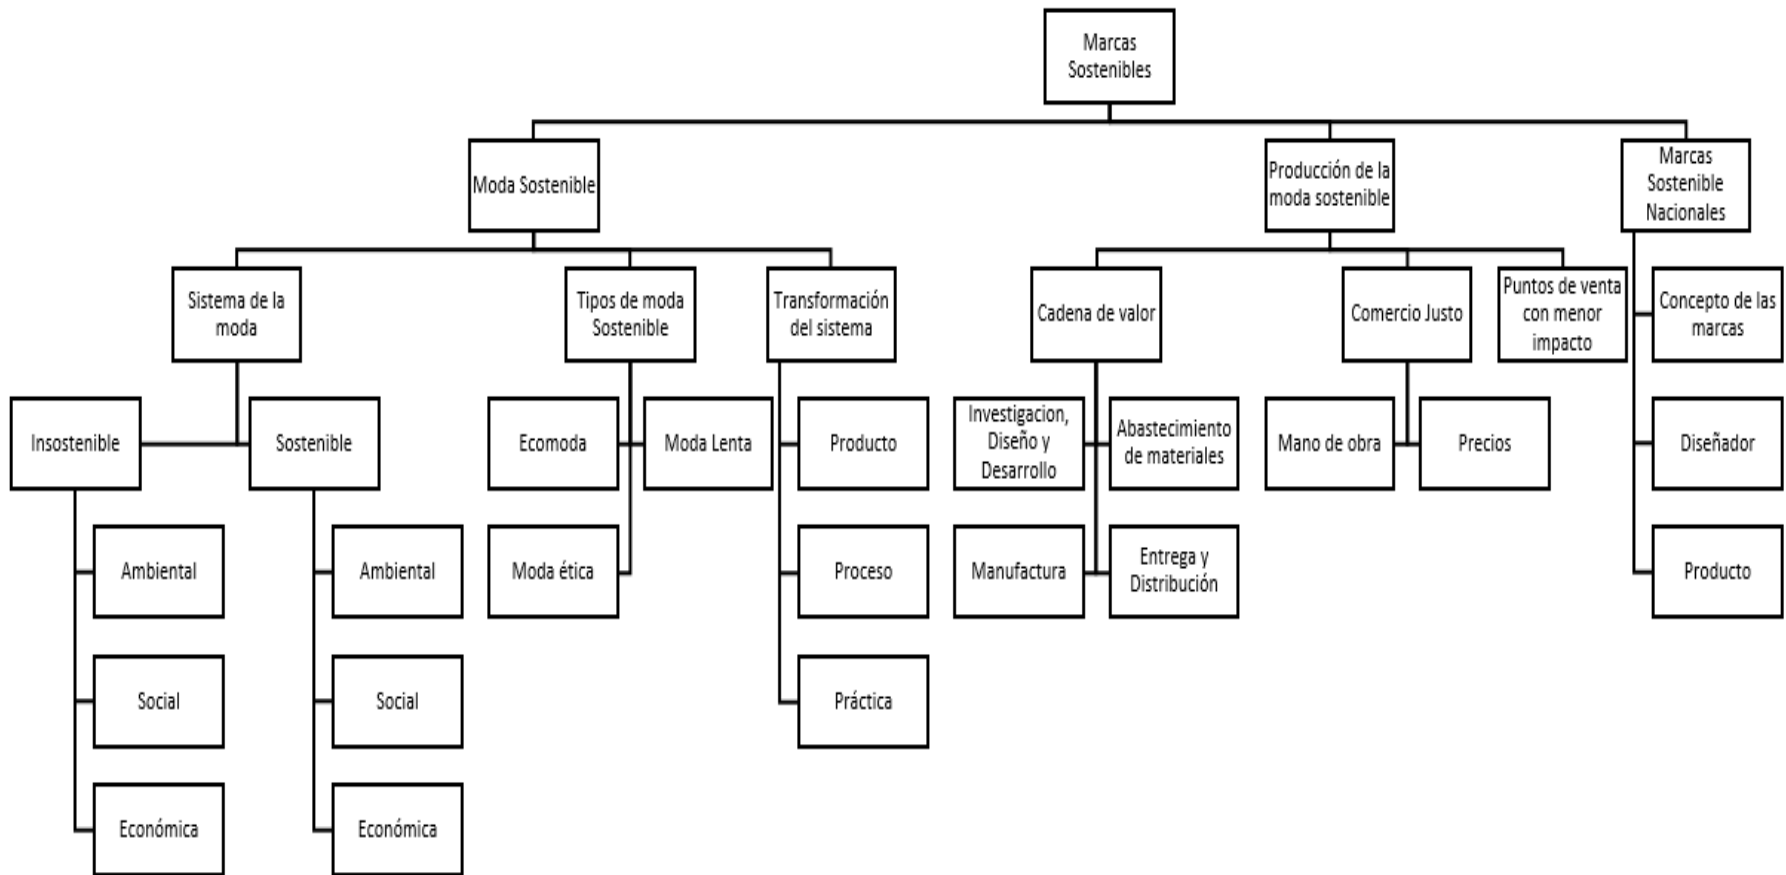 Marcas
Sostenibles
Moda Sostenible
Producción de la
moda sostenible
Marcas
Sostenible
Nacionales
Sistema de la
moda
Tipos de moda
Sostenible
Transformación
del sistema
Cadena de valor
Comercio Justo
Puntos de venta
con menor
impacto
Concepto de las
marcas
Insostenible
Sostenible
Ecomoda
Moda Lenta
Producto
Investigacion,
Diseño y
Desarrollo
Abastecimiento
de materiales
Mano de obra
Precios
Diseñador
Ambiental
Ambiental
Moda ética
Proceso
Manufactura
Entrega y
Distribución
Producto
Social
Social
Práctica
Económica
Económica